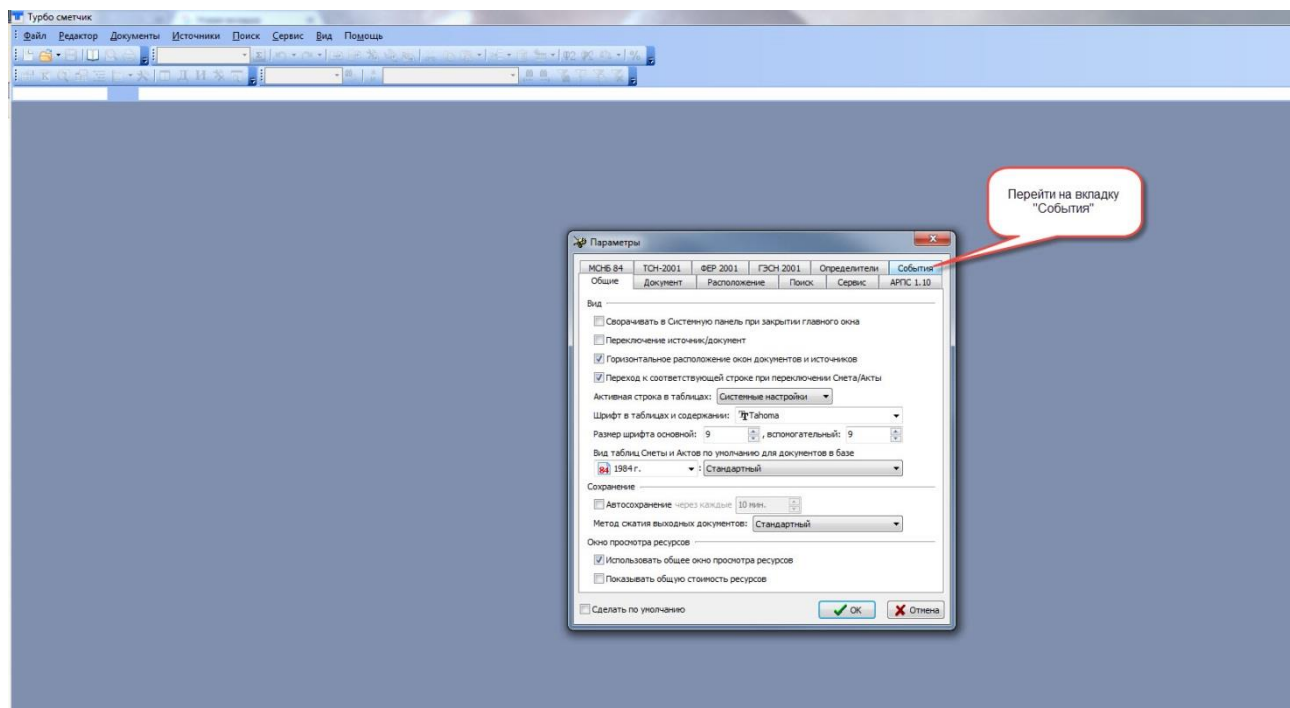 Турбо сметчик
Файл Редактор Документы Источники Поиск Сервис Вид Помощь
Перейти на вкладку
"События"
Параметры
МСНБ 84 ТСН-2001 ФЕР 2001 ГЭСН 2001 Определители События
Общие Документ Расположение Поиск Сервис АРПС 1.10
Вид
Сворачивать в Системную панель при закрытии главного окна
Переключение источник/документ
Горизонтальное расположение окон документов и источников
Переход к соответствующей строке при переключении Смета/Акты
Активная строка в таблицах: Системные настройки
Шрифт в таблицах и содержании: Tahoma
Размер шрифта основной: 9 , вспомогательный: 9
Вид таблиц Сметы и Актов по умолчанию для документов в базе
84 1984 г. : Стандартный
Сохранение
Автосохранение через каждые 10 мин.
Метод сжатия выходных документов: Стандартный
Окно просмотра ресурсов
Использовать общее окно просмотра ресурсов
Показывать общую стоимость ресурсов
Сделать по умолчанию ОК Отмена